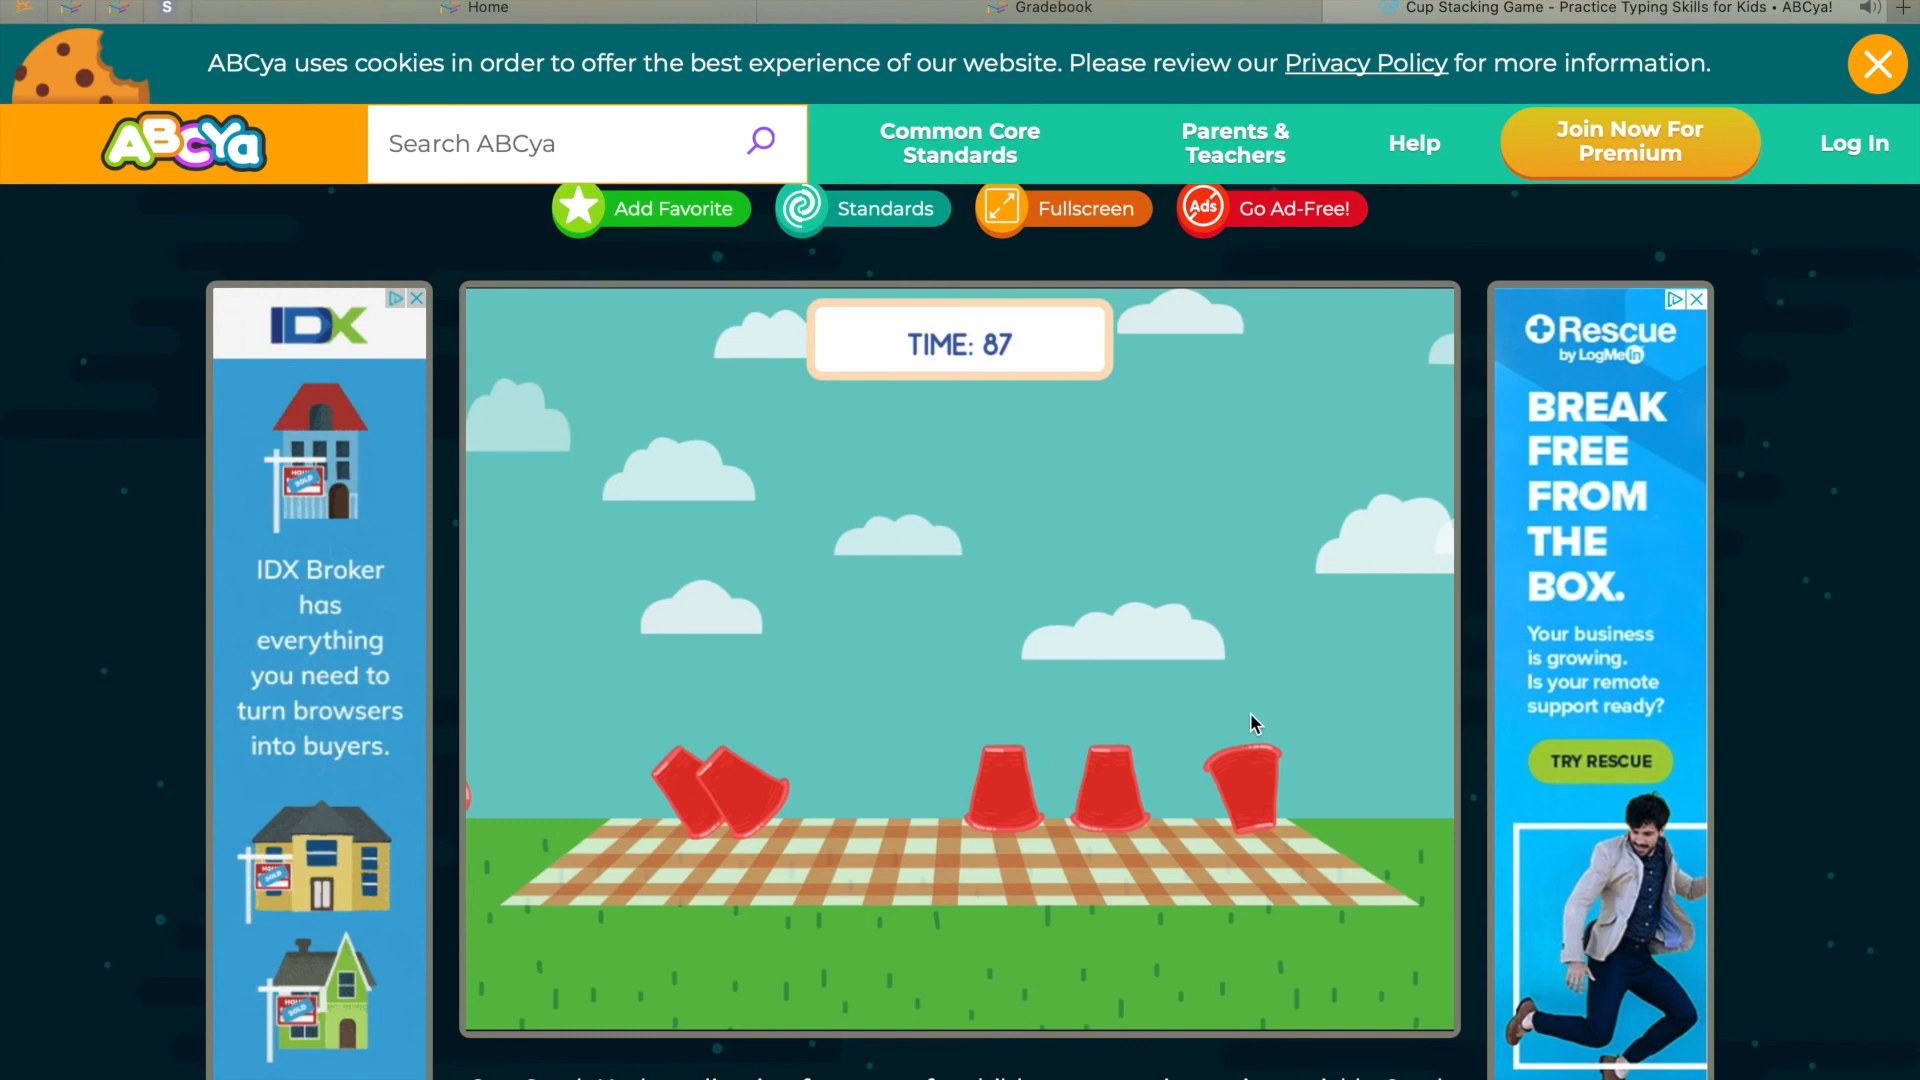 S
Home
Gradebook
Cup Stacking Game - Practice Typing Skills for Kids • ABCya!
ABCya uses cookies in order to offer the best experience of our website. Please review our Privacy Policy for more information.
ABCYa
Search ABCya
Common Core
Standards
Parents &
Teachers
Help
Join Now For
Premium
Log In
Add Favorite
Standards
Fullscreen
Ads
Go Ad-Free!
IDX
SOLD
IDX Broker
has
everything
you need to
turn browsers
into buyers.
SOLD
SOLD
TIME: 87
Rescue
by LogMeIn
BREAK
FREE
FROM
THE
BOX.
Your business
is growing.
Is your remote
support ready?
TRY RESCUE